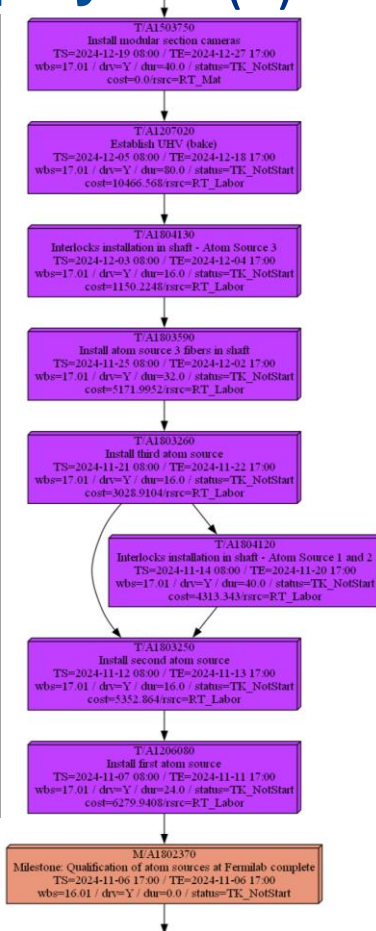 T/A1503750
Install modular section cameras
TS=2024-12-19 08:00 / TE=2024-12-27 17:00
wbs=17.01 / drv=Y / dur=40.0 / status=TK_NotStart
cost=0.0/rsrc=RT_Mat
T/A1207020
Establish UHV (bake)
TS=2024-12-05 08:00 / TE=2024-12-18 17:00
wbs=17.01 / drv=Y / dur=80.0 / status=TK_NotStart
cost=10466.568/rsrc=RT_Labor
T/A1804130
Interlocks installation in shaft - Atom Source 3
TS=2024-12-03 08:00 / TE=2024-12-04 17:00
wbs=17.01 / drv=Y / dur=16.0 / status=TK_NotStart
cost=1150.2248/rsrc=RT_Labor
T/A1803590
Install atom source 3 fibers in shaft
TS=2024-11-25 08:00 / TE=2024-12-02 17:00
wbs=17.01 / drv=Y / dur=32.0 / status=TK_NotStart
cost=5171.9952/rsrc=RT_Labor
T/A1803260
Install third atom source
TS=2024-11-21 08:00 / TE=2024-11-22 17:00
wbs=17.01 / drv=Y / dur=16.0 / status=TK_NotStart
cost=3028.9104/rsrc=RT_Labor
T/A1804120
Interlocks installation in shaft - Atom Source 1 and 2
TS=2024-11-14 08:00 / TE=2024-11-20 17:00
wbs=17.01 / drv=Y / dur=40.0 / status=TK_NotStart
cost=4313.343/rsrc=RT_Labor
T/A1803250
Install second atom source
TS=2024-11-12 08:00 / TE=2024-11-13 17:00
wbs=17.01 / drv=Y / dur=16.0 / status=TK_NotStart
cost=5352.864/rsrc=RT_Labor
T/A1206080
Install first atom source
TS=2024-11-07 08:00 / TE=2024-11-11 17:00
wbs=17.01 / drv=Y / dur=24.0 / status=TK_NotStart
cost=6279.9408/rsrc=RT_Labor
M/A1802370
Milestone: Qualification of atom sources at Fermilab complete
TS=2024-11-06 17:00 / TE=2024-11-06 17:00
wbs=16.01 / drv=Y / dur=0.0 / status=TK_NotStart